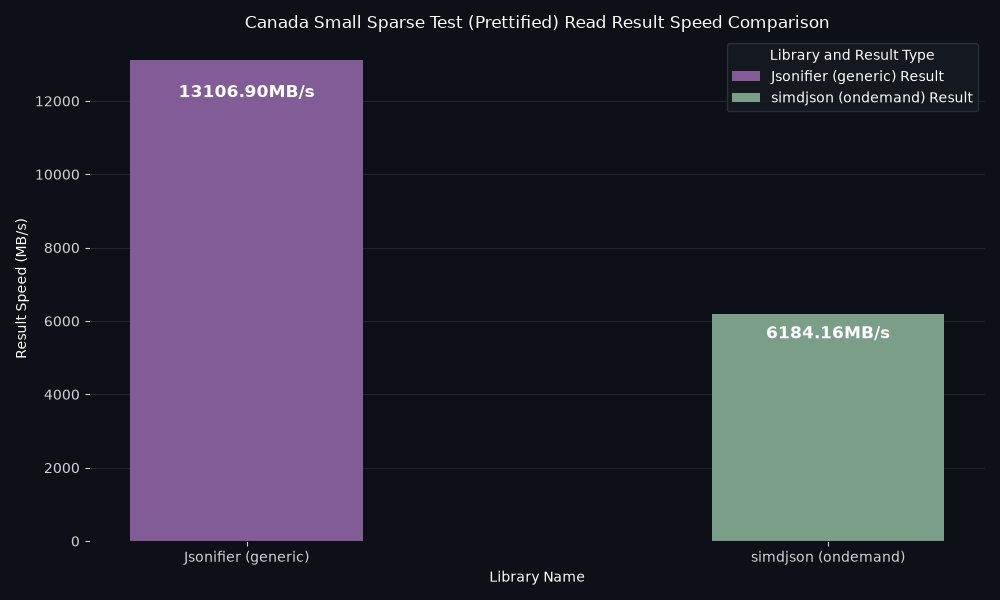 Canada Small Sparse Test (Prettified) Read Result Speed Comparison
Library and Result Type
Jsonifier (generic) Result
simdjson (ondemand) Result
13106.90MB/s
6184.16MB/s
Result Speed (MB/s)
12000
10000
8000
6000
4000
2000
0
Jsonifier (generic)
simdjson (ondemand)
Library Name